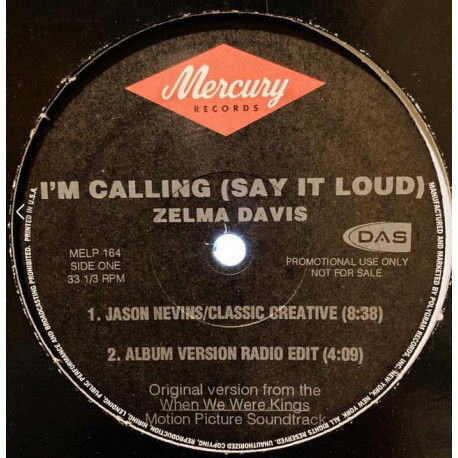 Mercury
RECORDS
I'M CALLING (SAY IT LOUD)
ZELMA DAVIS
MELP 164
SIDE ONE
33 1/3 RPM
DAS
PROMOTIONAL USE ONLY
NOT FOR SALE
1. JASON NEVINS/CLASSIC CREATIVE (8:38)
2. ALBUM VERSION RADIO EDIT (4:09)
Original version from the
When We Were Kings
Motion Picture Soundtrack
MANUFACTURED AND MARKETED BY POLYGRAM RECORDS, INC., NEW YORK, NEW YORK. ALL RIGHTS RESERVED. UNAUTHORIZED COPYING, REPRODUCTION, HIRING, LENDING, PUBLIC PERFORMANCE AND BROADCASTING PROHIBITED. PRINTED IN U.S.A.